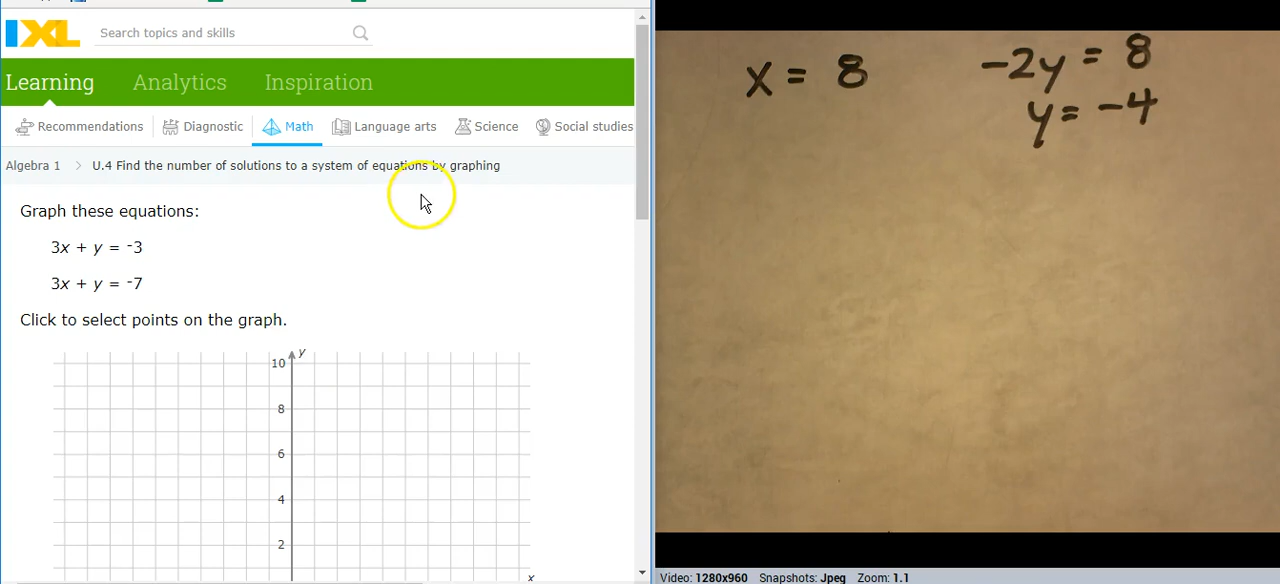 IXL
Search topics and skills
Learning Analytics Inspiration
Recommendations Diagnostic Math Language arts Science Social studies
Algebra 1 > U.4 Find the number of solutions to a system of equations by graphing
Graph these equations:
3x + y = -3
3x + y = -7
Click to select points on the graph.
y
10
8
6
4
2
x
x = 8
-2y = 8
y = -4
Video: 1280x960 Snapshots: Jpeg Zoom: 1.1